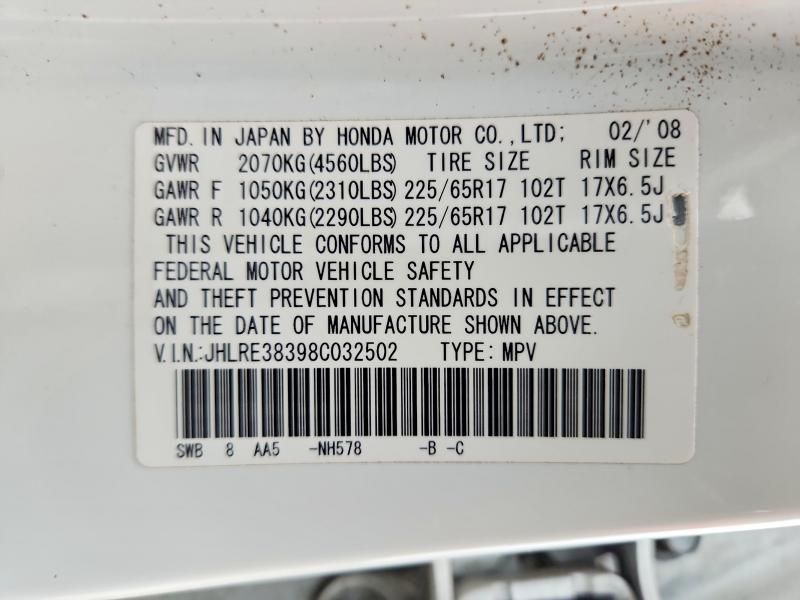 MFD. IN JAPAN BY HONDA MOTOR CO.,LTD; 02/'08
GVWR 2070KG(4560LBS) TIRE SIZE RIM SIZE
GAWR F 1050KG(2310LBS) 225/65R17 102T 17X6.5J
GAWR R 1040KG(2290LBS) 225/65R17 102T 17X6.5J
THIS VEHICLE CONFORMS TO ALL APPLICABLE
FEDERAL MOTOR VEHICLE SAFETY
AND THEFT PREVENTION STANDARDS IN EFFECT
ON THE DATE OF MANUFACTURE SHOWN ABOVE.
V.I.N.:JHLRE38398C032502 TYPE: MPV
SWB 8 AA5 -NH578 -B -C